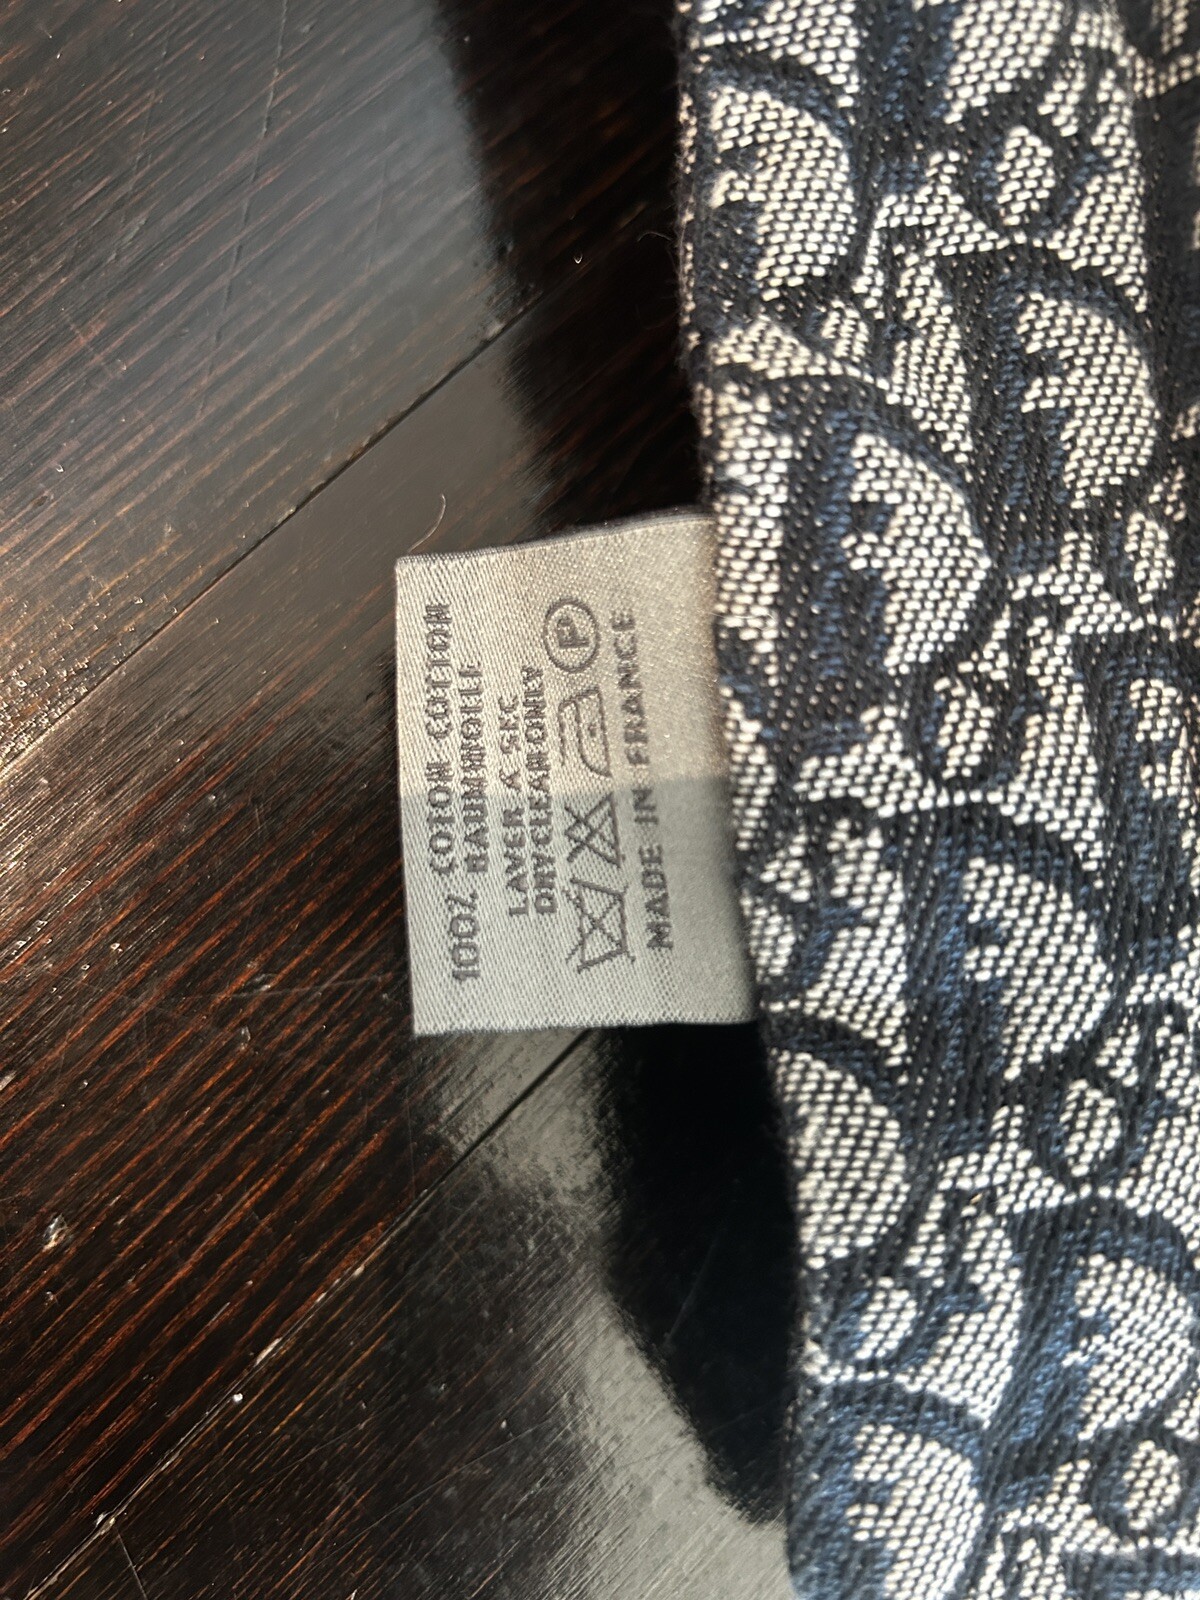 100% COTON-COTTON
BAUMWOLLE
LAVER A SEC
DRYCLEAN ONLY
P
MADE IN FRANCE